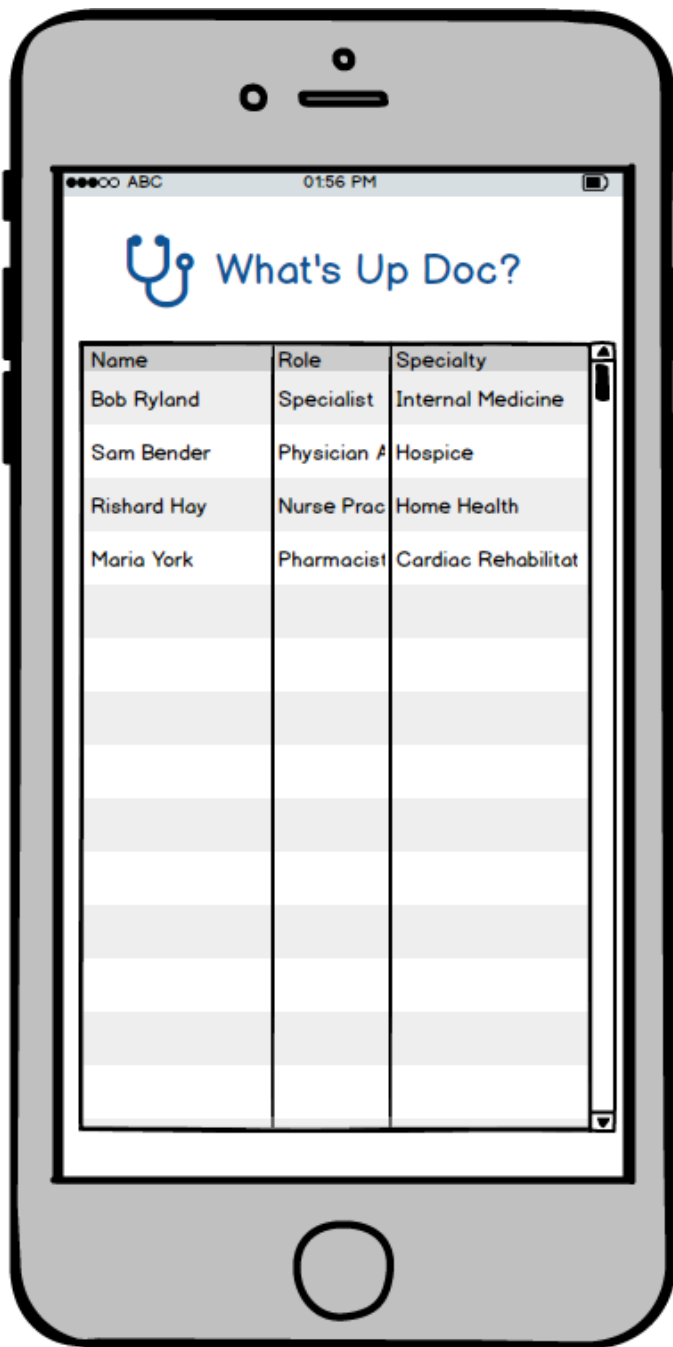 ABC 01:56 PM
What's Up Doc?
Name Role Specialty
Bob Ryland Specialist Internal Medicine
Sam Bender Physician A Hospice
Rishard Hay Nurse Prac Home Health
Maria York Pharmacist Cardiac Rehabilitat